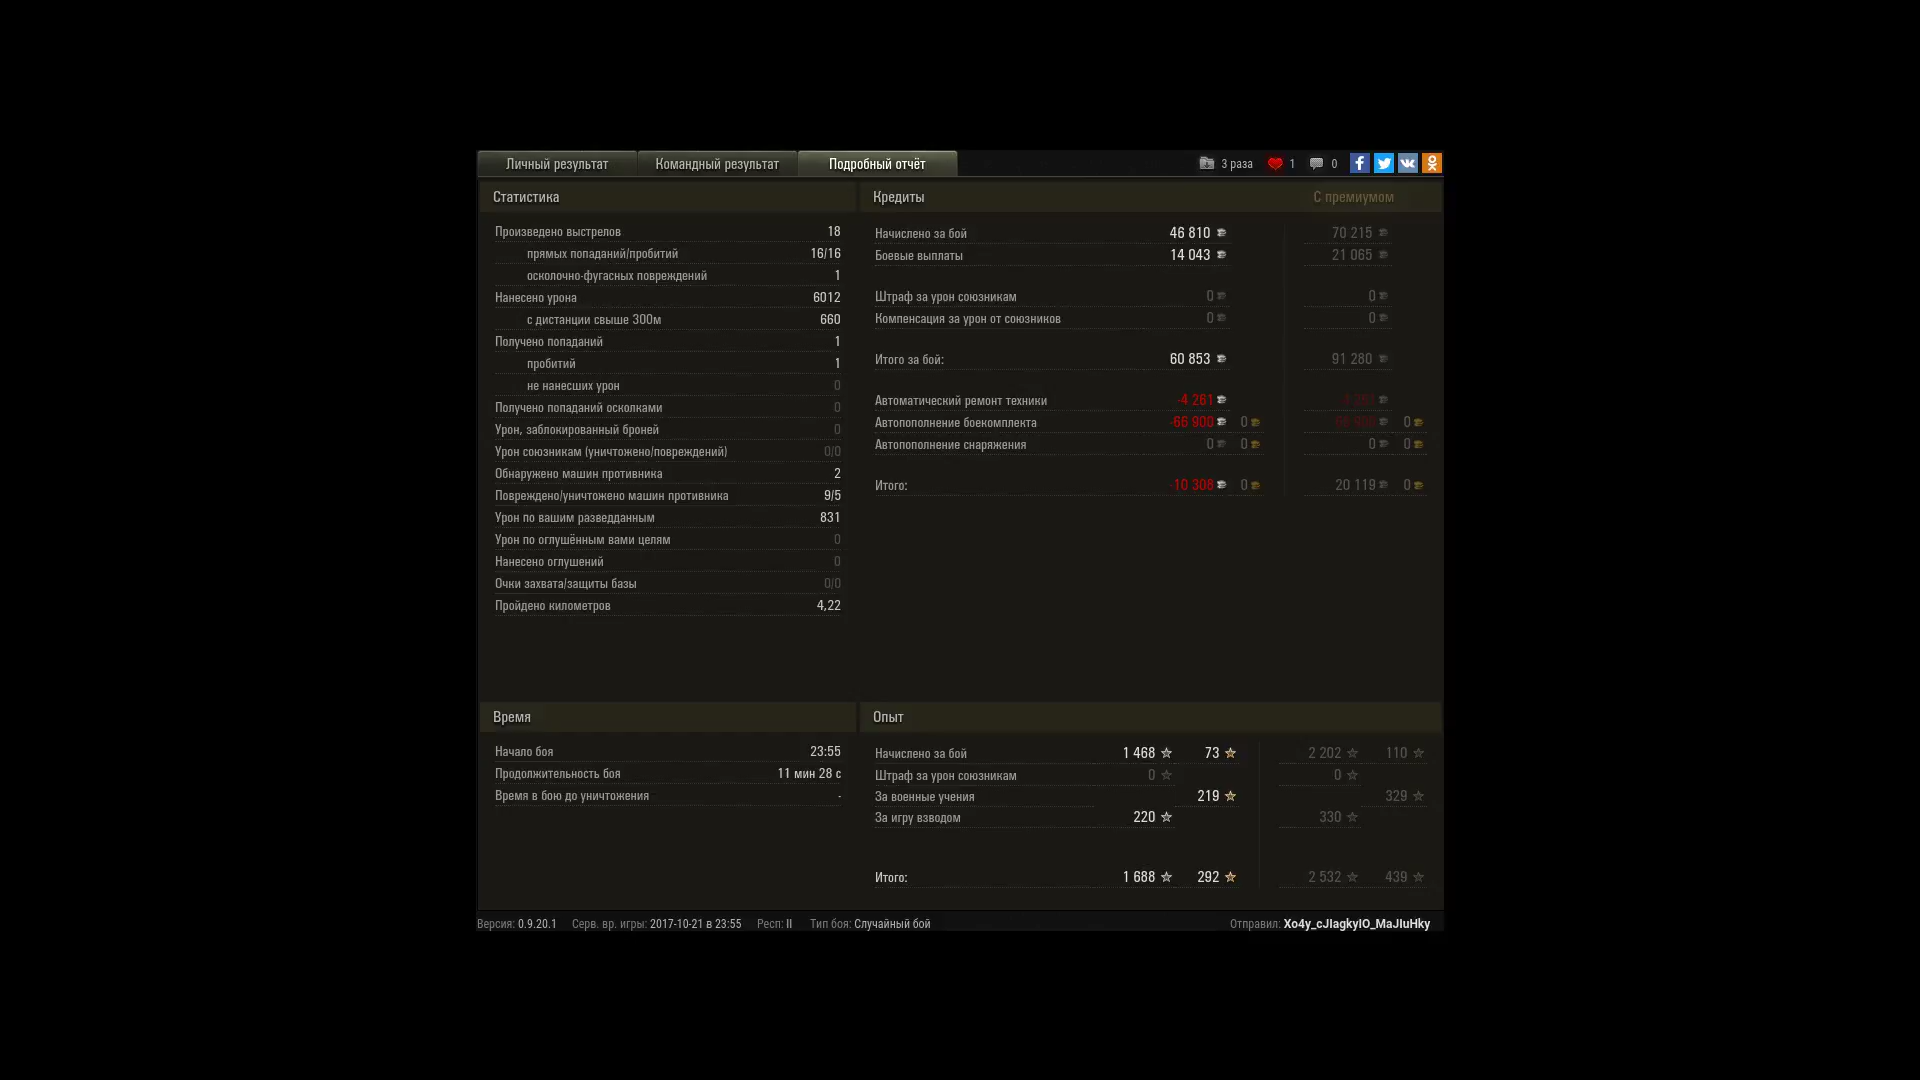 Личный результат Командный результат Подробный отчёт 3 раза 1 0
Статистика
Произведено выстрелов 18
прямых попаданий/пробитий 16/16
осколочно-фугасных повреждений 1
Нанесено урона 6012
с дистанции свыше 300м 660
Получено попаданий 1
пробитий 1
не нанесших урон 0
Получено попаданий осколками 0
Урон, заблокированный броней 0
Урон союзникам (уничтожено/повреждений) 0/0
Обнаружено машин противника 2
Повреждено/уничтожено машин противника 9/5
Урон по вашим разведданным 831
Урон по оглушённым вами целям 0
Нанесено оглушений 0
Очки захвата/защиты базы 0/0
Пройдено километров 4,22
Кредиты С премиумом
Начислено за бой 46 810 70 215
Боевые выплаты 14 043 21 065
Штраф за урон союзникам 0 0
Компенсация за урон от союзников 0 0
Итого за бой: 60 853 91 280
Автоматический ремонт техники -4 261 -4 261
Автопополнение боекомплекта -66 900 0 -66 900 0
Автопополнение снаряжения 0 0 0 0
Итого: -10 308 0 20 119 0
Время
Начало боя 23:55
Продолжительность боя 11 мин 28 с
Время в бою до уничтожения -
Опыт
Начислено за бой 1 468 73 2 202 110
Штраф за урон союзникам 0 0
За военные учения 219 329
За игру взводом 220 330
Итого: 1 688 292 2 532 439
Версия: 0.9.20.1 Серв. вр. игры: 2017-10-21 в 23:55 Респ: II Тип боя: Случайный бой Отправил: Xo4y_cJIagkyIO_MaJIuHky